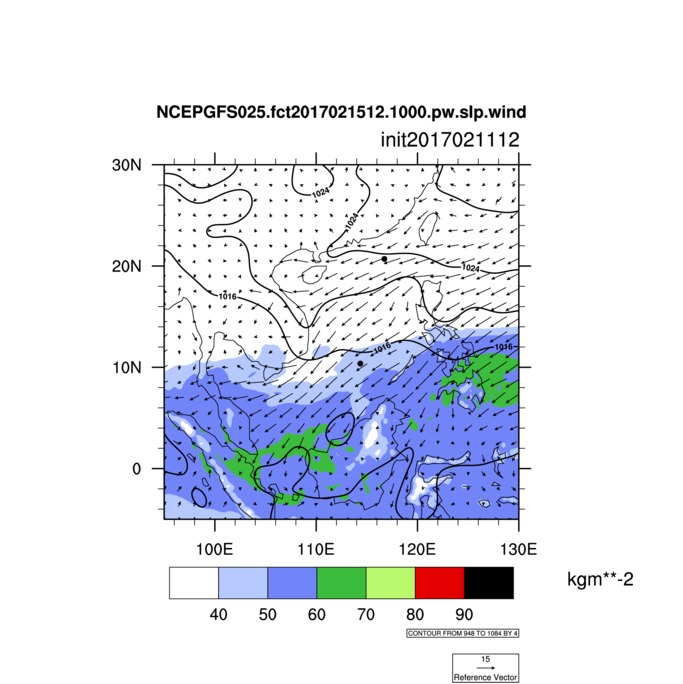 NCEPGFS025.fct2017021512.1000.pw.slp.wind
init2017021112
30N
1024
1024
20N
1024
1016
1016
1016
10N
0
100E 110E 120E 130E
kgm**-2
40 50 60 70 80 90
CONTOUR FROM 948 TO 1084 BY 4
15
Reference Vector